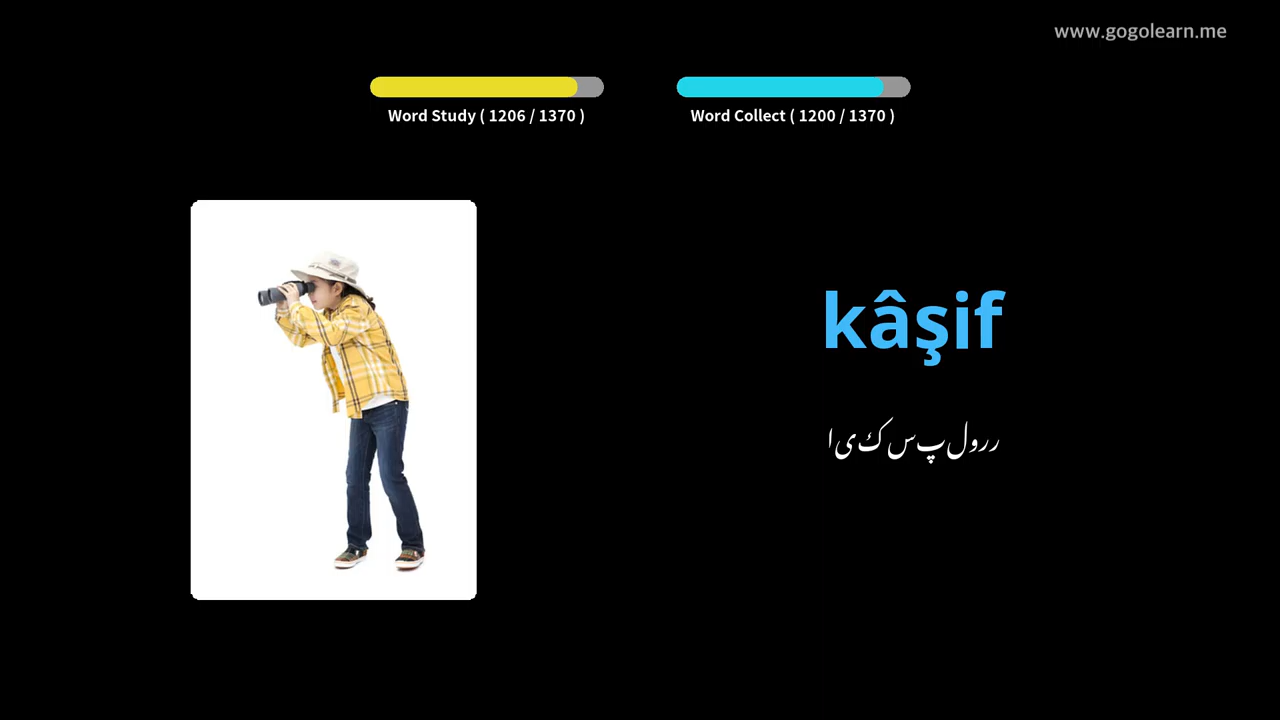 www.gogolearn.me
Word Study ( 1206 / 1370 )
Word Collect ( 1200 / 1370 )
kâşif
ررول پ س ک ی ا